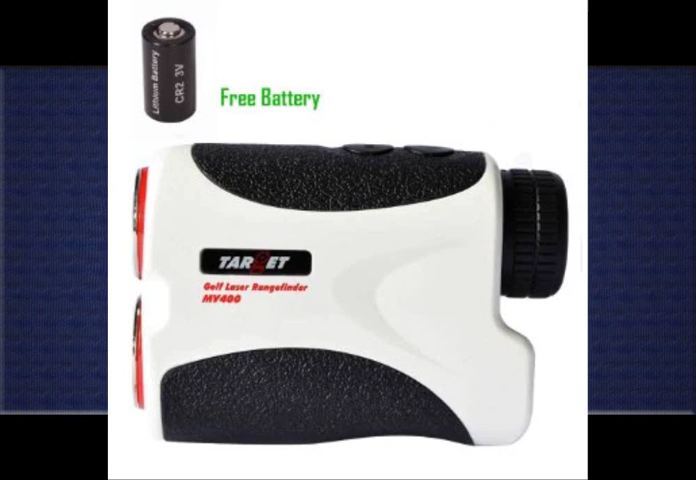 Lithium Battery
CR2 3V
Free Battery
TARGET
Golf Laser Rangefinder
MV400